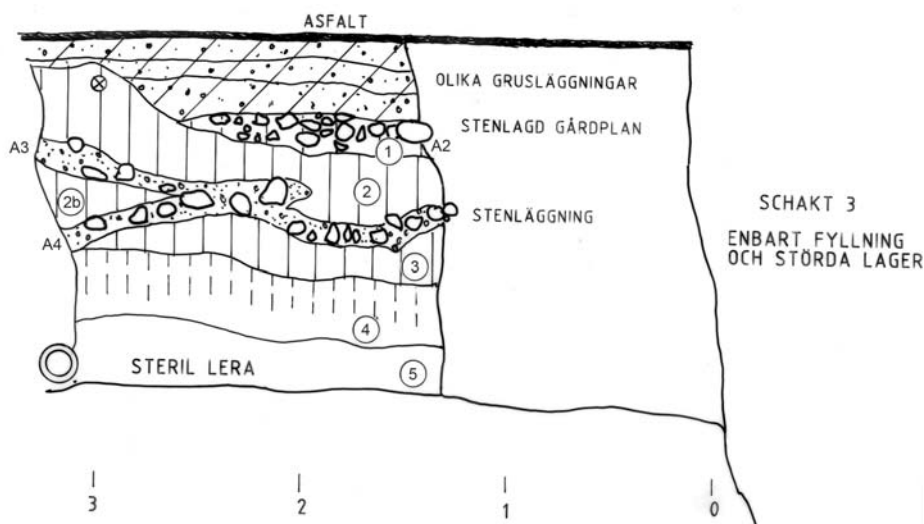 ASFALT
OLIKA GRUSLÄGGNINGAR
STENLAGD GÅRDPLAN
1
A2
A3
2
2b
STENLÄGGNING
SCHAKT 3
ENBART FYLLNING
OCH STÖRDA LAGER
A4
3
4
STERIL LERA
5
3
2
1
0